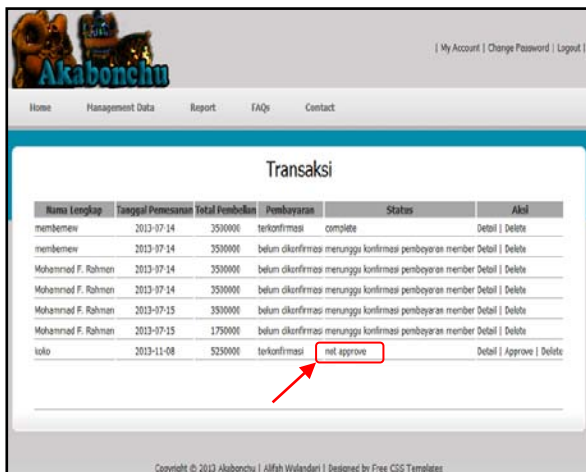 Akabonchu
| My Account | Change Password | Logout |
Home Management Data Report FAQs Contact
Transaksi
Nama Lengkap Tanggal Pemesanan Total Pembelian Pembayaran Status Aksi
membernew 2013-07-14 3500000 terkonfirmasi complete Detail | Delete
membernew 2013-07-14 3500000 belum dikonfirmasi menunggu konfirmasi pembayaran member Detail | Delete
Mohammad F. Rahman 2013-07-14 3500000 belum dikonfirmasi menunggu konfirmasi pembayaran member Detail | Delete
Mohammad F. Rahman 2013-07-14 3500000 belum dikonfirmasi menunggu konfirmasi pembayaran member Detail | Delete
Mohammad F. Rahman 2013-07-15 3500000 belum dikonfirmasi menunggu konfirmasi pembayaran member Detail | Delete
Mohammad F. Rahman 2013-07-15 1750000 belum dikonfirmasi menunggu konfirmasi pembayaran member Detail | Delete
koko 2013-11-08 5250000 terkonfirmasi not approve Detail | Approve | Delete
Copyright © 2013 Akabonchu | Alifah Wulandari | Designed by Free CSS Templates